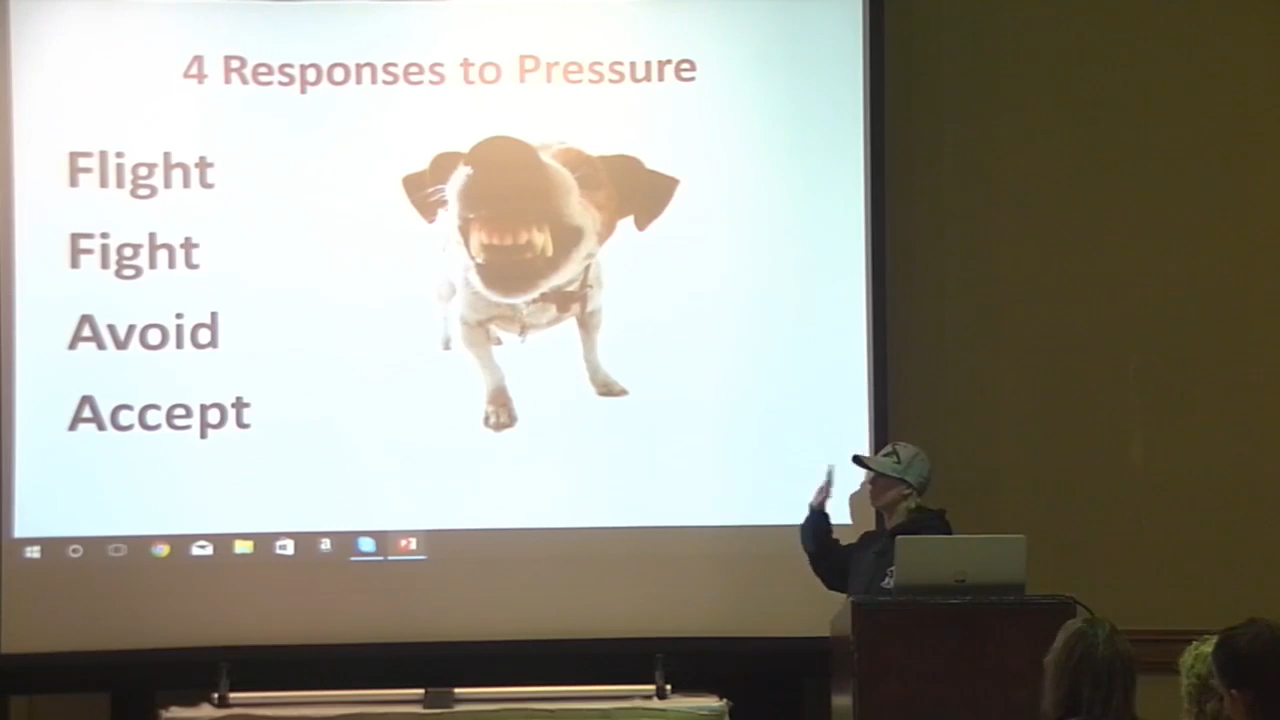 4 Responses to Pressure
Flight
Fight
Avoid
Accept
a